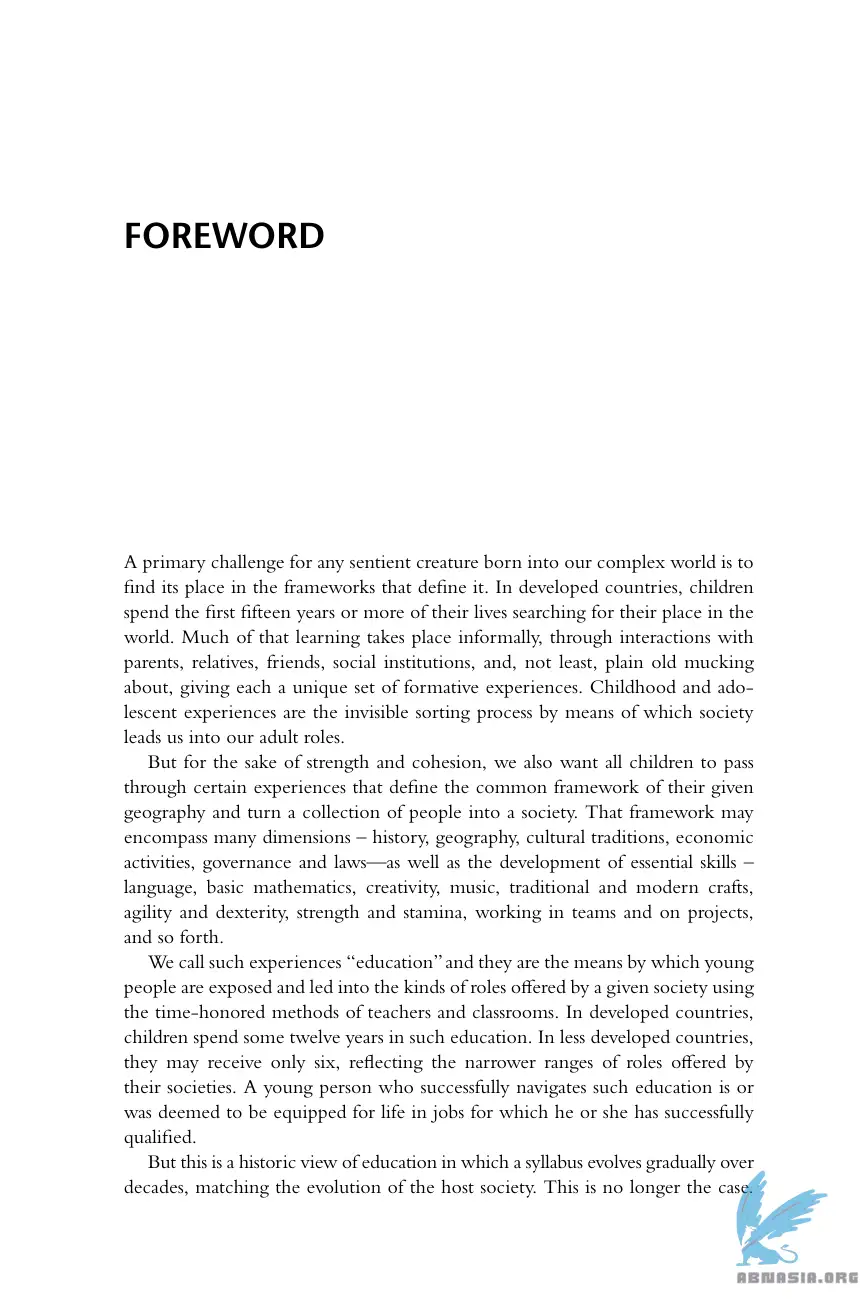 FOREWORD
A primary challenge for any sentient creature born into our complex world is to
find its place in the frameworks that define it. In developed countries, children
spend the first fifteen years or more of their lives searching for their place in the
world. Much of that learning takes place informally, through interactions with
parents, relatives, friends, social institutions, and, not least, plain old mucking
about, giving each a unique set of formative experiences. Childhood and ado-
lescent experiences are the invisible sorting process by means of which society
leads us into our adult roles.
But for the sake of strength and cohesion, we also want all children to pass
through certain experiences that define the common framework of their given
geography and turn a collection of people into a society. That framework may
encompass many dimensions – history, geography, cultural traditions, economic
activities, governance and laws—as well as the development of essential skills –
language, basic mathematics, creativity, music, traditional and modern crafts,
agility and dexterity, strength and stamina, working in teams and on projects,
and so forth.
We call such experiences “education” and they are the means by which young
people are exposed and led into the kinds of roles offered by a given society using
the time-honored methods of teachers and classrooms. In developed countries,
children spend some twelve years in such education. In less developed countries,
they may receive only six, reflecting the narrower ranges of roles offered by
their societies. A young person who successfully navigates such education is or
was deemed to be equipped for life in jobs for which he or she has successfully
qualified.
But this is a historic view of education in which a syllabus evolves gradually over
decades, matching the evolution of the host society. This is no longer the case.
ABNASIA.ORG